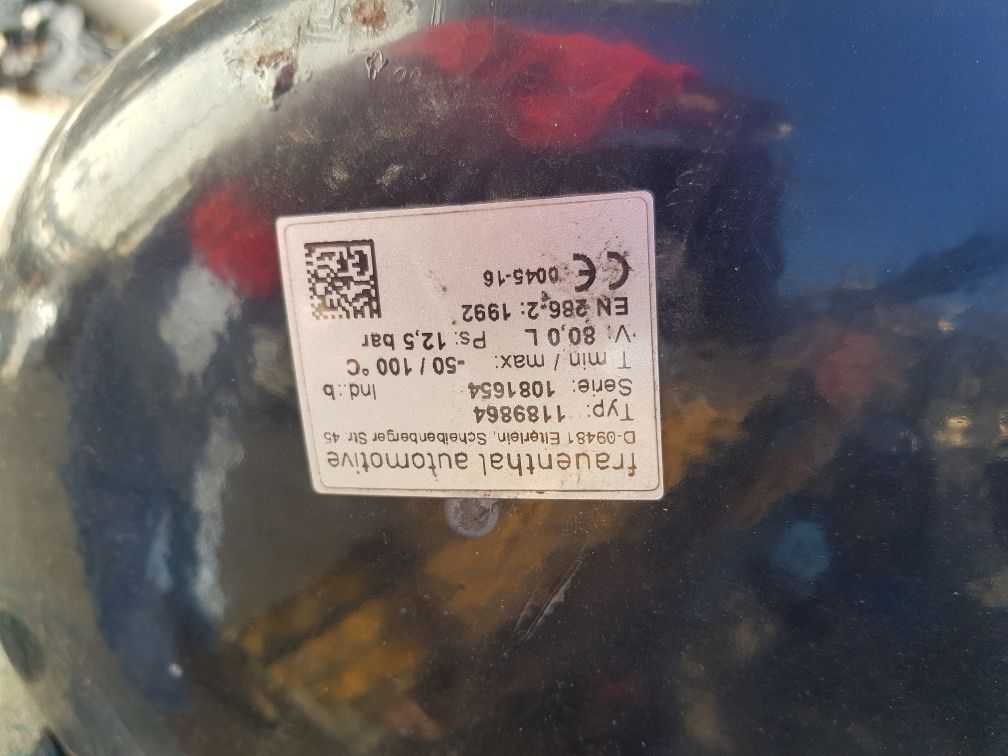 frauenthal automotive
D-09481 Elterlein, Scheibenberger Str. 45
Typ: 1189864
Serie: 1081654 Ind.: b
T min / max: -50 / 100 °C
V: 80,0 L Ps: 12,5 bar
EN 286-2: 1992
CE 0045-16